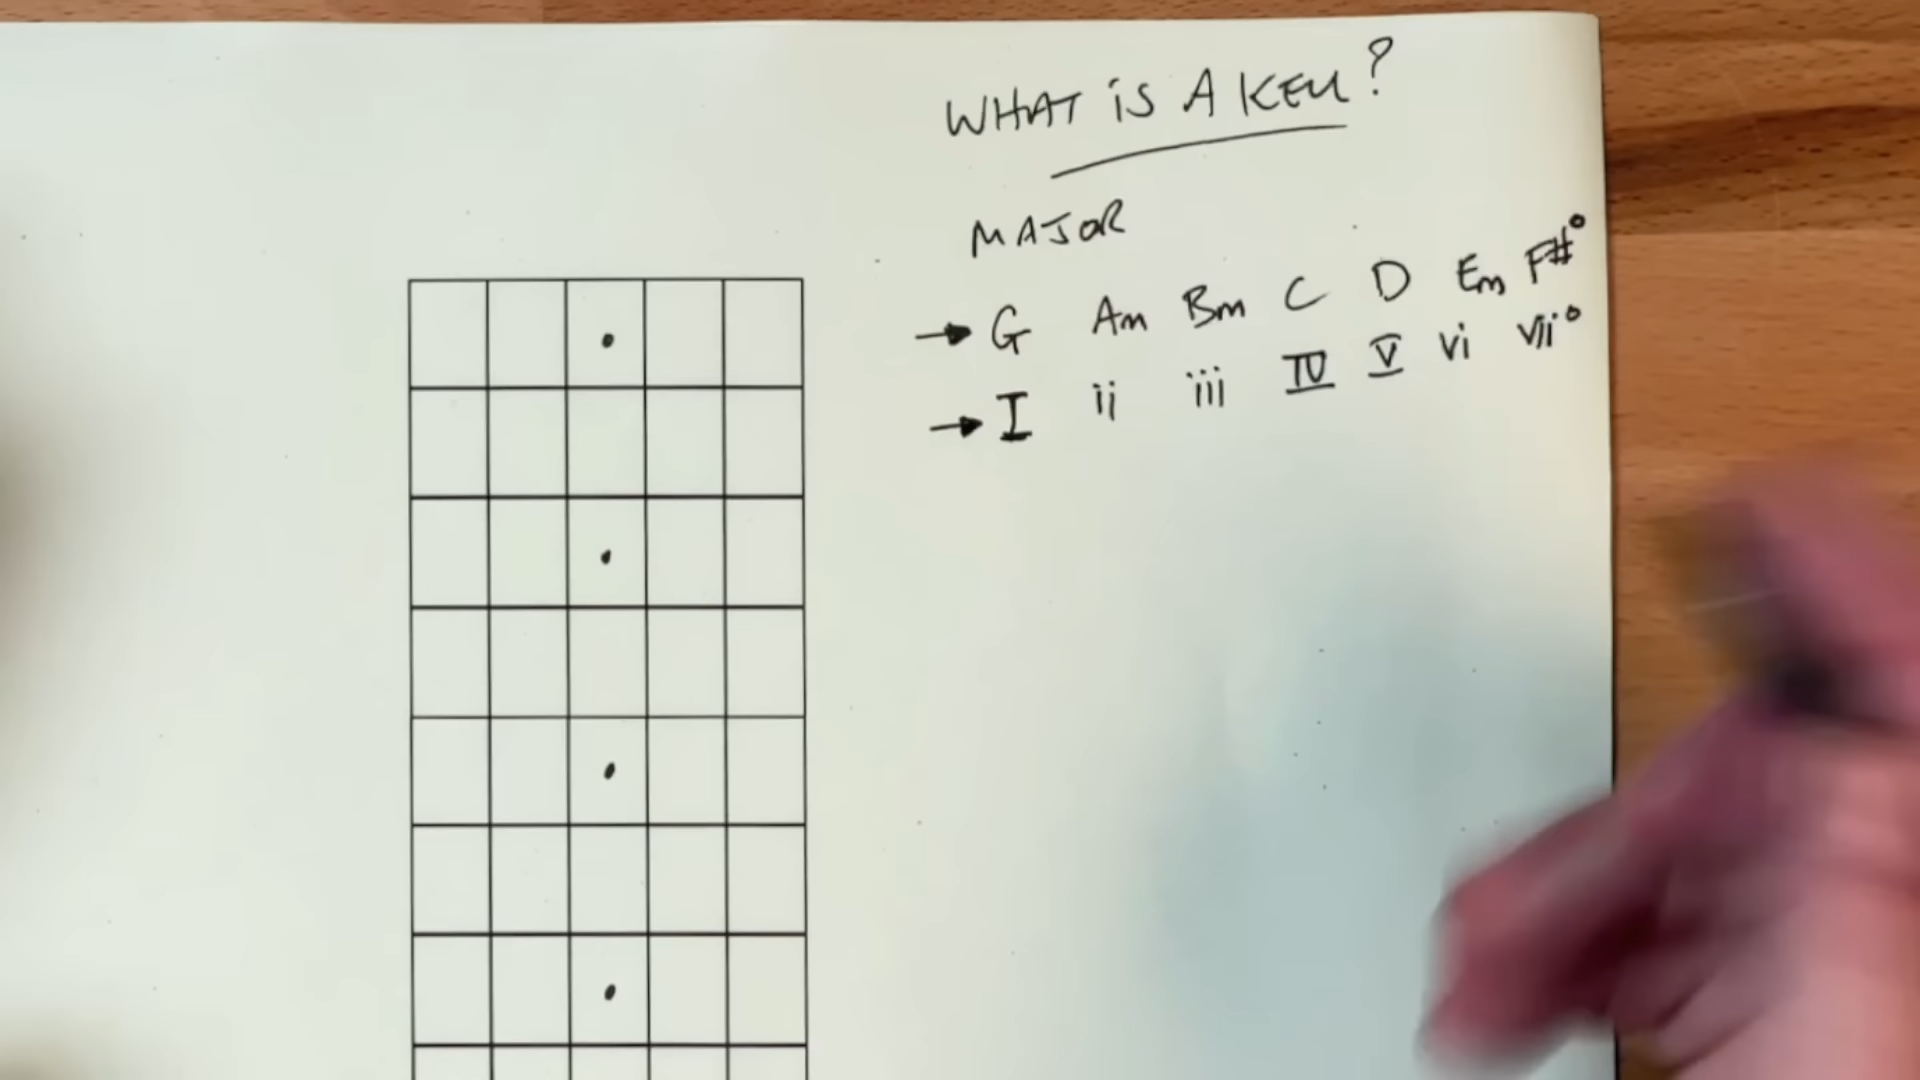 WHAT iS A KEY?
MAJOR
→ G Am Bm C D Em F#°
→ I ii iii IV V vi vii°